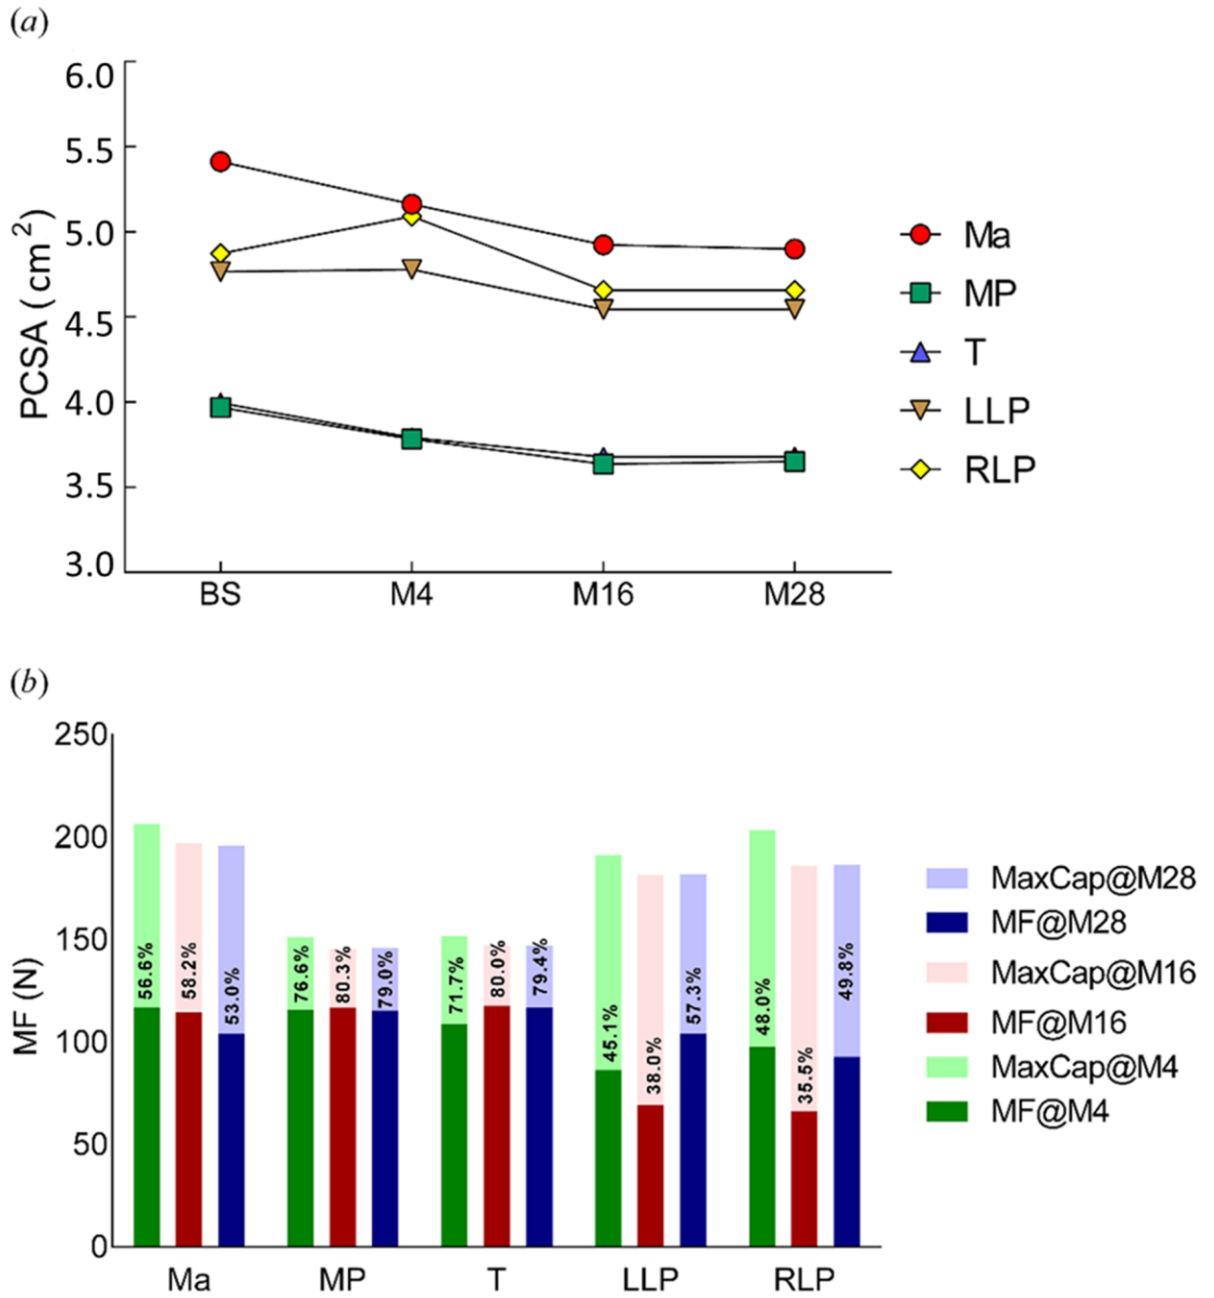 (a)
6.0
5.5
5.0
4.5
4.0
3.5
3.0
PCSA (cm²)
BS M4 M16 M28
Ma
MP
T
LLP
RLP
(b)
250
200
150
100
50
0
MF (N)
56.6% 58.2% 53.0% 76.6% 80.3% 79.0% 71.7% 80.0% 79.4% 45.1% 38.0% 57.3% 48.0% 35.5% 49.8%
Ma MP T LLP RLP
MaxCap@M28
MF@M28
MaxCap@M16
MF@M16
MaxCap@M4
MF@M4